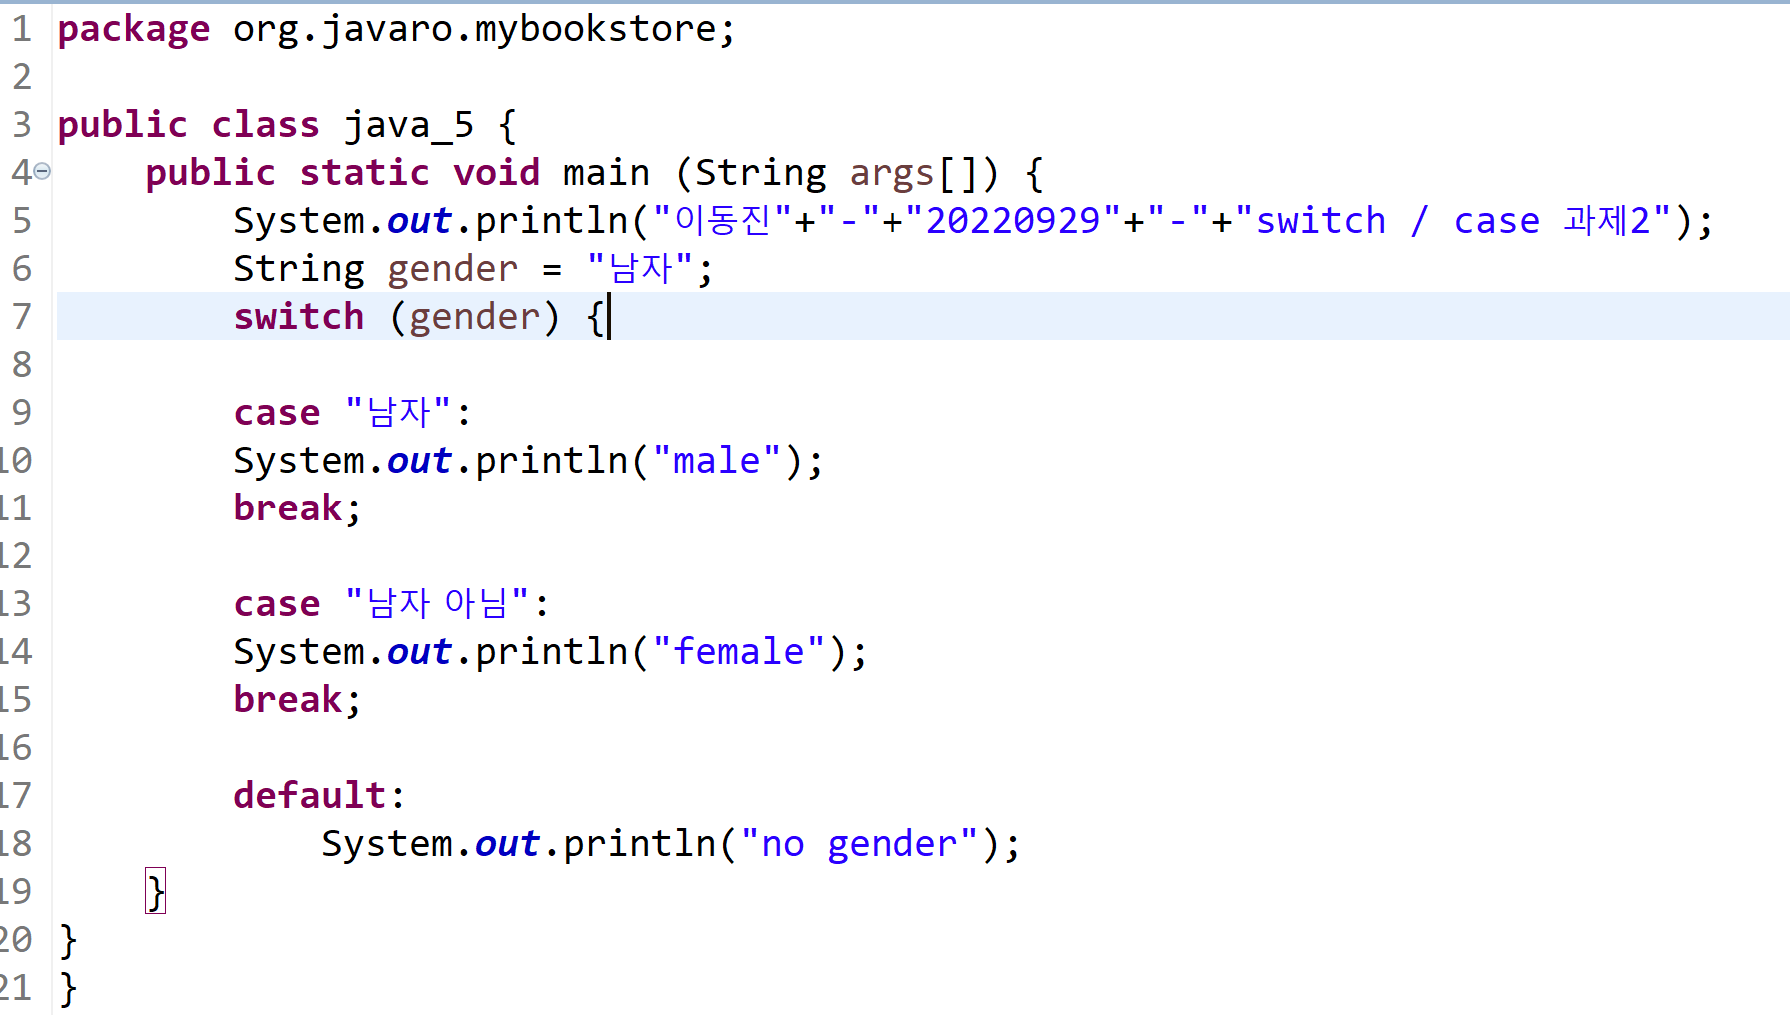 1 package org.javaro.mybookstore;
2
3 public class java_5 {
4 public static void main (String args[]) {
5 System.out.println("이동진"+"-"+"20220929"+"-"+"switch / case 과제2");
6 String gender = "남자";
7 switch (gender) {
8
9 case "남자":
10 System.out.println("male");
11 break;
12
13 case "남자 아님":
14 System.out.println("female");
15 break;
16
17 default:
18 System.out.println("no gender");
19 }
20 }
21 }